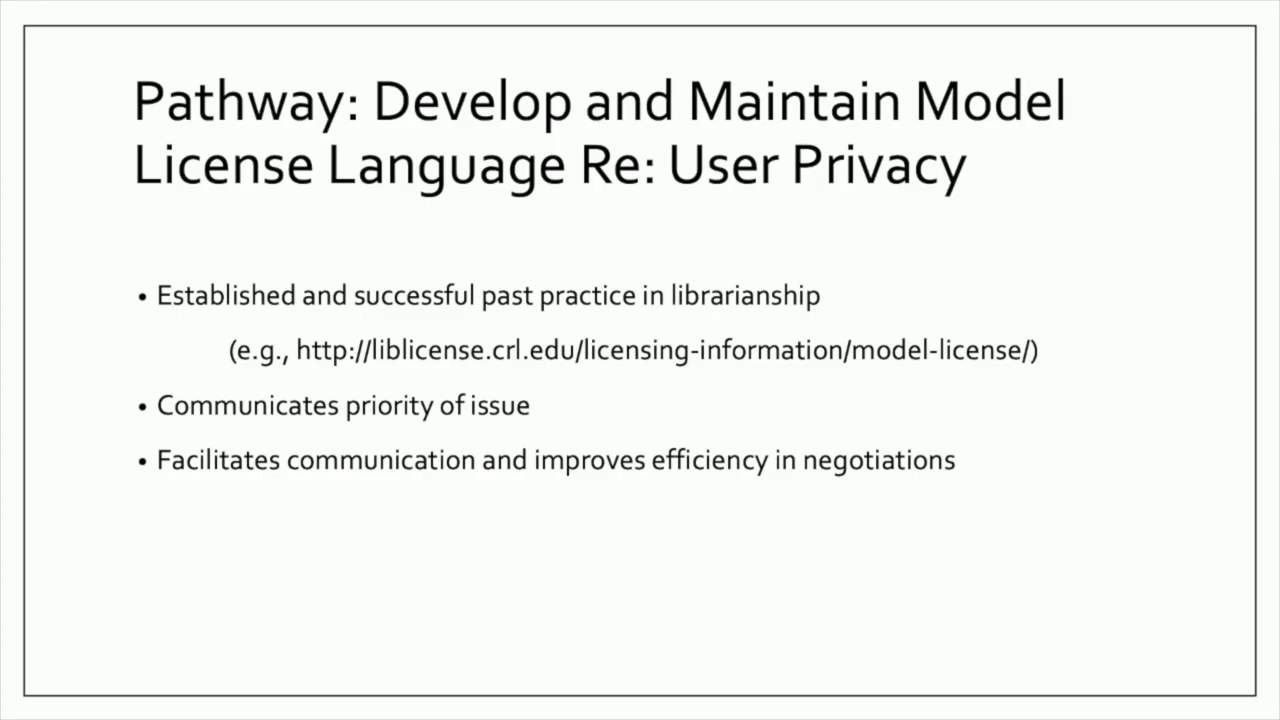 Pathway: Develop and Maintain Model
License Language Re: User Privacy
• Established and successful past practice in librarianship
(e.g., http://liblicense.crl.edu/licensing-information/model-license/)
• Communicates priority of issue
• Facilitates communication and improves efficiency in negotiations